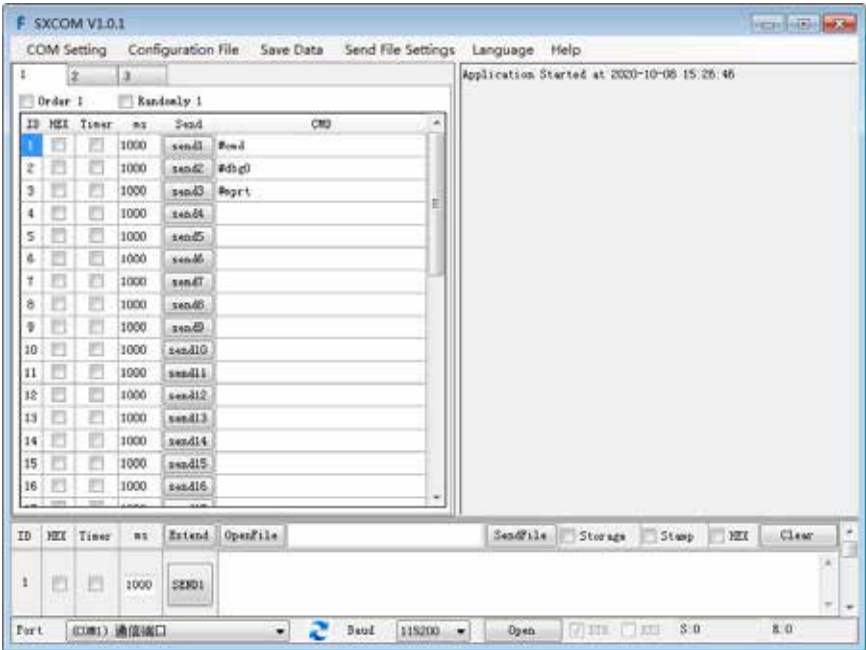 SXCOM V1.0.1
COM Setting Configuration File Save Data Send File Settings Language Help
1 2 3
Order 1 Randomly 1
ID HEX Timer ms Send CMD
1 1000 send1 #cmd
2 1000 send2 #dbg0
3 1000 send3 #nprt
4 1000 send4
5 1000 send5
6 1000 send6
7 1000 send7
8 1000 send8
9 1000 send9
10 1000 send10
11 1000 send11
12 1000 send12
13 1000 send13
14 1000 send14
15 1000 send15
16 1000 send16
Application Started at 2020-10-08 15:26:46
ID HEX Timer ms Extend OpenFile SendFile Storage Stamp HEX Clear
1 1000 SEND1
Port (COM1) 通信端口 Baud 115200 Open DTR RTS S:0 R:0